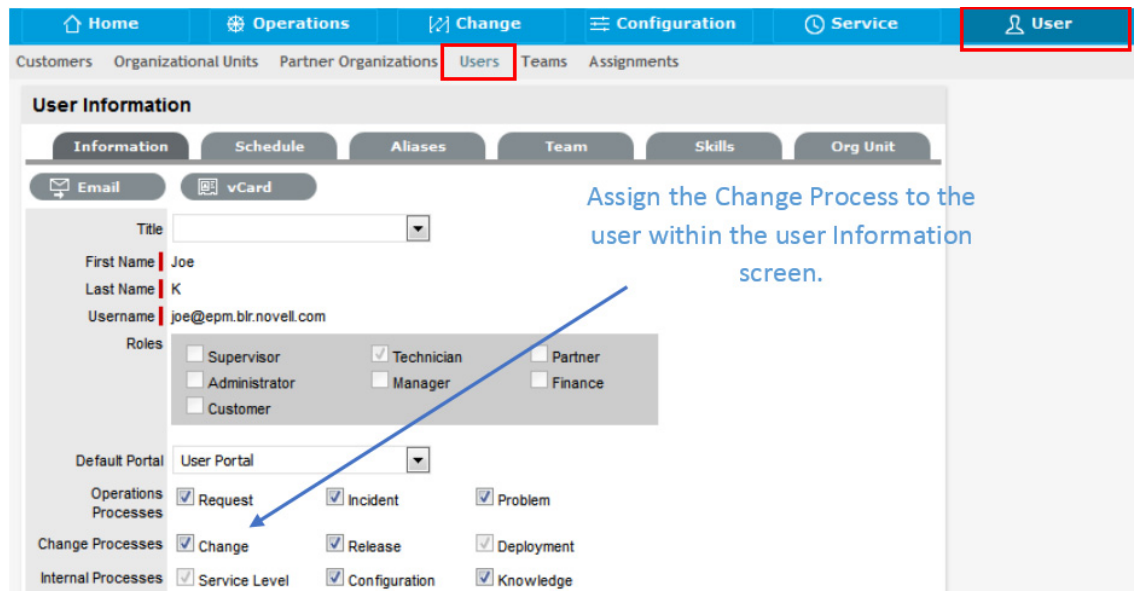 Home Operations Change Configuration Service User
Customers Organizational Units Partner Organizations Users Teams Assignments
User Information
Information Schedule Aliases Team Skills Org Unit
Email vCard
Assign the Change Process to the
user within the user Information
screen.
Title
First Name Joe
Last Name K
Username joe@epm.blr.novell.com
Roles
Supervisor Technician Partner
Administrator Manager Finance
Customer
Default Portal User Portal
Operations
Processes
Request Incident Problem
Change Processes Change Release Deployment
Internal Processes Service Level Configuration Knowledge